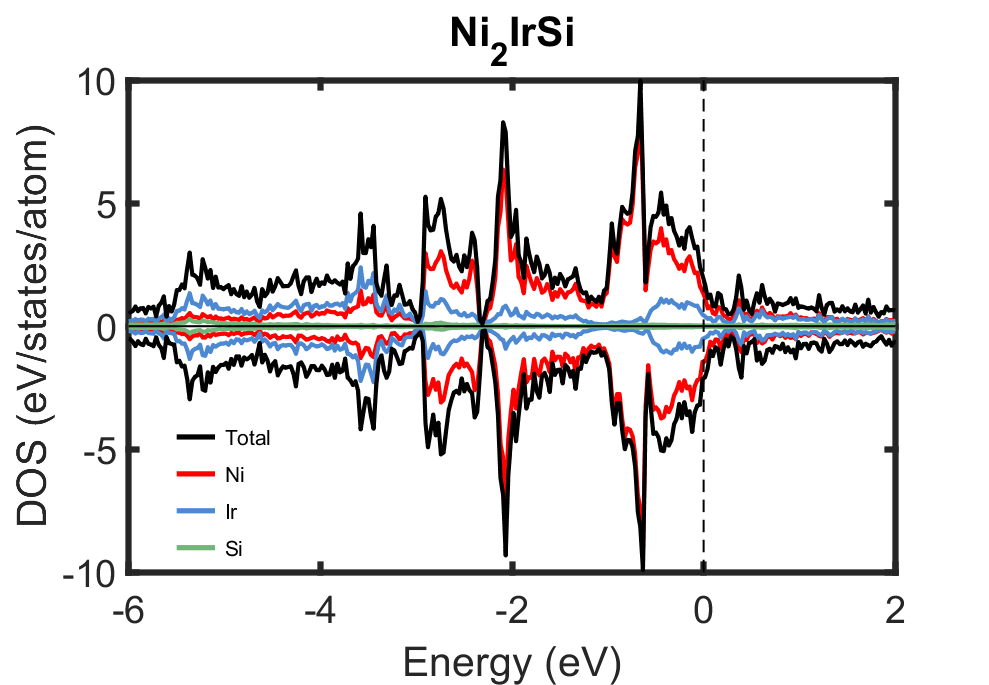 Ni2IrSi
DOS (eV/states/atom)
10
5
0
-5
-10
Total
Ni
Ir
Si
-6 -4 -2 0 2
Energy (eV)